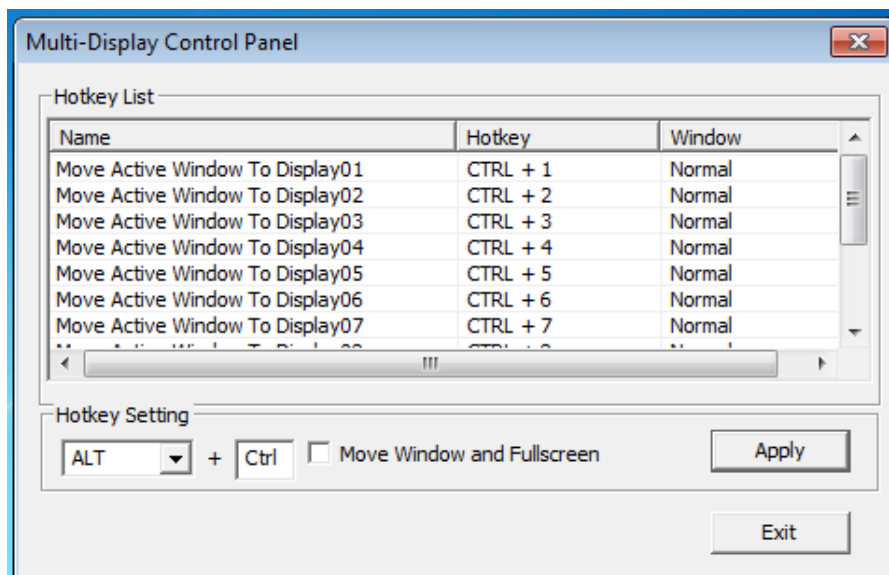 Multi-Display Control Panel
Hotkey List
Name Hotkey Window
Move Active Window To Display01 CTRL + 1 Normal
Move Active Window To Display02 CTRL + 2 Normal
Move Active Window To Display03 CTRL + 3 Normal
Move Active Window To Display04 CTRL + 4 Normal
Move Active Window To Display05 CTRL + 5 Normal
Move Active Window To Display06 CTRL + 6 Normal
Move Active Window To Display07 CTRL + 7 Normal
Hotkey Setting
ALT + Ctrl Move Window and Fullscreen Apply
Exit